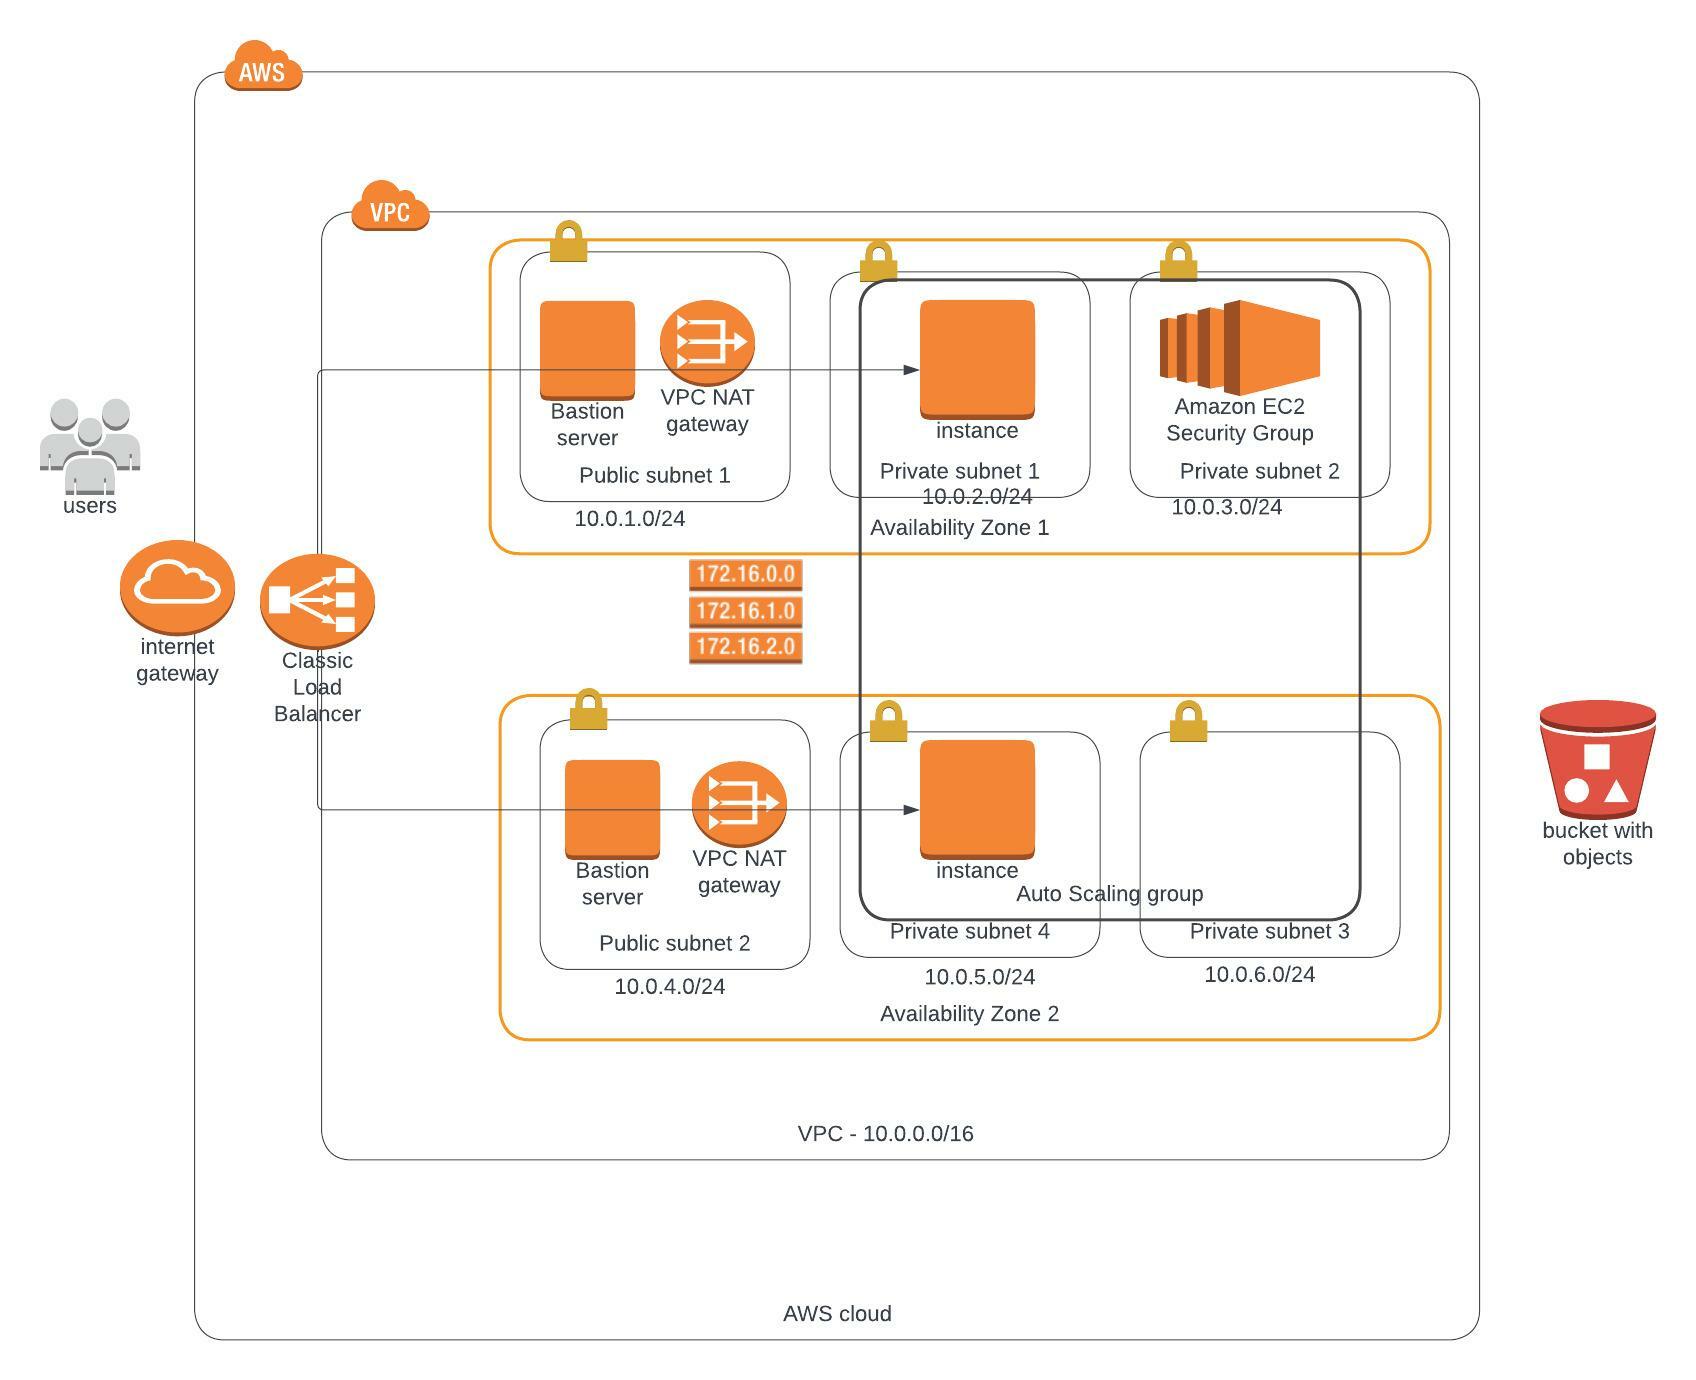 AWS
VPC
Bastion
server
VPC NAT
gateway
Public subnet 1
10.0.1.0/24
instance
Private subnet 1
10.0.2.0/24
Amazon EC2
Security Group
Private subnet 2
10.0.3.0/24
Availability Zone 1
users
internet
gateway
Classic
Load
Balancer
172.16.0.0
172.16.1.0
172.16.2.0
Bastion
server
VPC NAT
gateway
Public subnet 2
10.0.4.0/24
instance
Auto Scaling group
Private subnet 4
10.0.5.0/24
Private subnet 3
10.0.6.0/24
Availability Zone 2
bucket with
objects
VPC - 10.0.0.0/16
AWS cloud